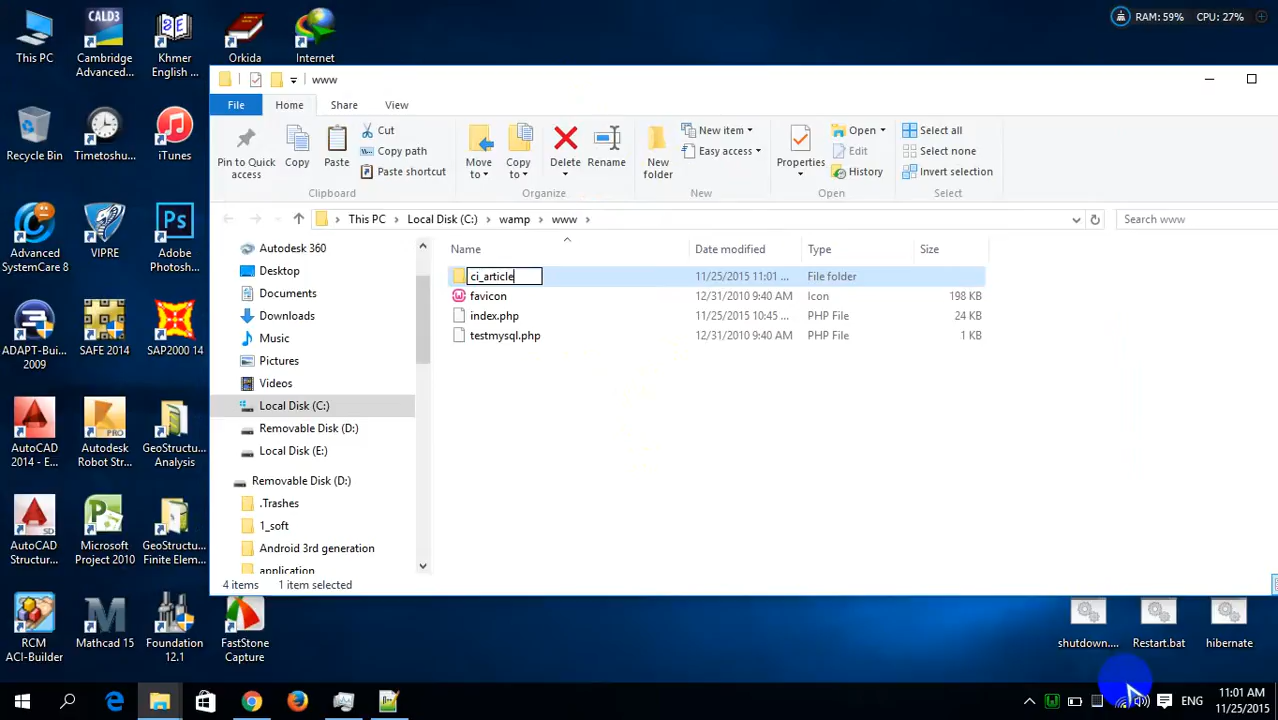 RAM: 59% CPU: 27%
This PC
Cambridge Advanced...
Khmer English ...
Orkida
Internet
Recycle Bin
Timetoshu...
iTunes
Advanced SystemCare 8
VIPRE
Adobe Photosh...
ADAPT-Bui... 2009
SAFE 2014
SAP2000 14
AutoCAD 2014 - E...
Autodesk Robot Str...
GeoStructu... Analysis
AutoCAD Structur...
Microsoft Project 2010
GeoStructu... Finite Elem...
RCM ACI-Builder
Mathcad 15
Foundation 12.1
FastStone Capture
www
File Home Share View
Pin to Quick access
Copy
Paste
Cut
Copy path
Paste shortcut
Clipboard
Move to
Copy to
Delete
Rename
Organize
New folder
New item
Easy access
New
Properties
Open
Edit
History
Open
Select all
Select none
Invert selection
Select
This PC Local Disk (C:) wamp www
Search www
Autodesk 360
Desktop
Documents
Downloads
Music
Pictures
Videos
Local Disk (C:)
Removable Disk (D:)
Local Disk (E:)
Removable Disk (D:)
.Trashes
1_soft
Android 3rd generation
application
Name Date modified Type Size
ci_article 11/25/2015 11:01 ... File folder
favicon 12/31/2010 9:40 AM Icon 198 KB
index.php 11/25/2015 10:45 ... PHP File 24 KB
testmysql.php 12/31/2010 9:40 AM PHP File 1 KB
4 items 1 item selected
shutdown....
Restart.bat
hibernate
ENG
11:01 AM
11/25/2015